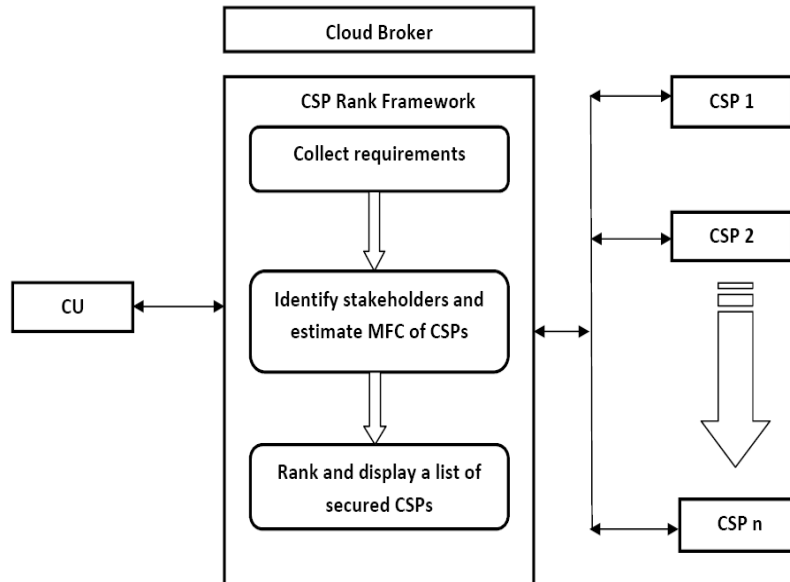 Cloud Broker
CSP Rank Framework
Collect requirements
Identify stakeholders and
estimate MFC of CSPs
Rank and display a list of
secured CSPs
CU
CSP 1
CSP 2
CSP n